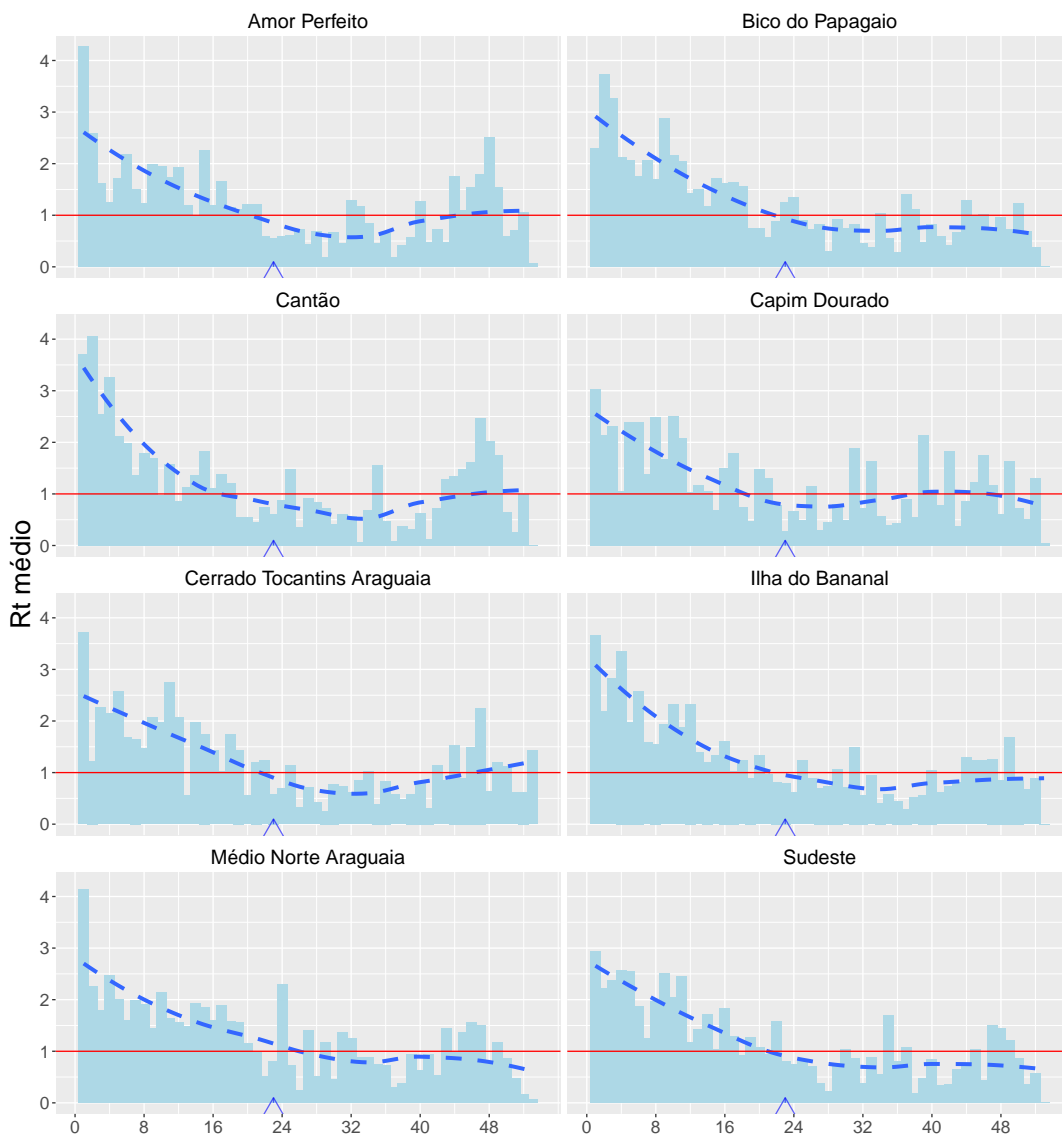 Amor Perfeito
Bico do Papagaio
4
3
2
1
0
Cantão
Capim Dourado
4
3
2
1
0
Rt médio
Cerrado Tocantins Araguaia
Ilha do Bananal
4
3
2
1
0
Médio Norte Araguaia
Sudeste
4
3
2
1
0
0 8 16 24 32 40 48
0 8 16 24 32 40 48